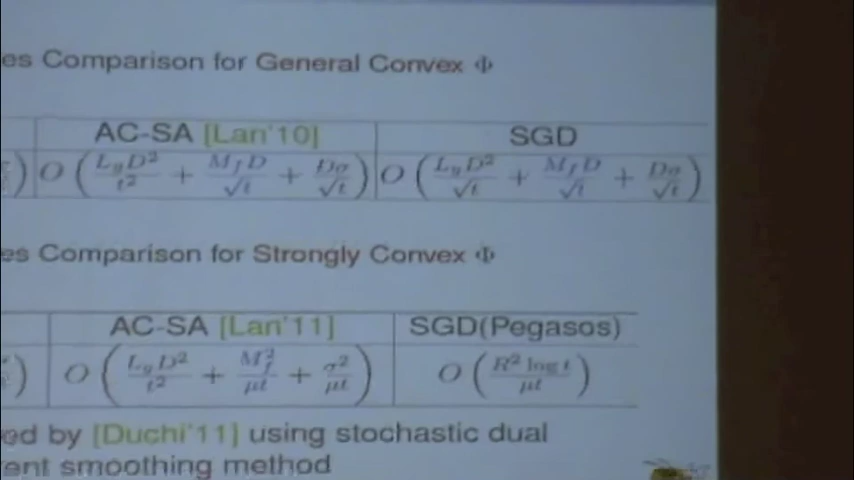 es Comparison for General Convex Φ
AC-SA [Lan'10] SGD
) O ( L_g D² / t² + M_f D / √t + Dσ / √t ) O ( L_g D² / √t + M_f D / √t + Dσ / √t )
es Comparison for Strongly Convex Φ
AC-SA [Lan'11] SGD(Pegasos)
) O ( L_g D² / t² + M_f² / μt + σ² / μt ) O ( R² log t / μt )
ed by [Duchi'11] using stochastic dual
ent smoothing method